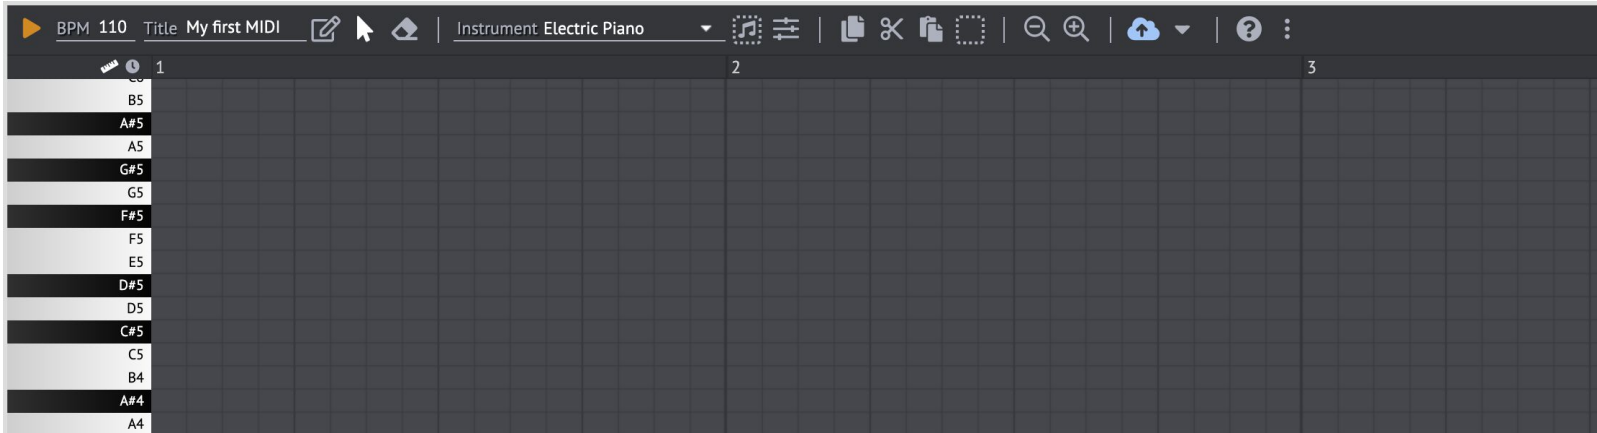 BPM 110 Title My first MIDI Instrument Electric Piano ?
1 2 3
B5
A#5
A5
G#5
G5
F#5
F5
E5
D#5
D5
C#5
C5
B4
A#4
A4